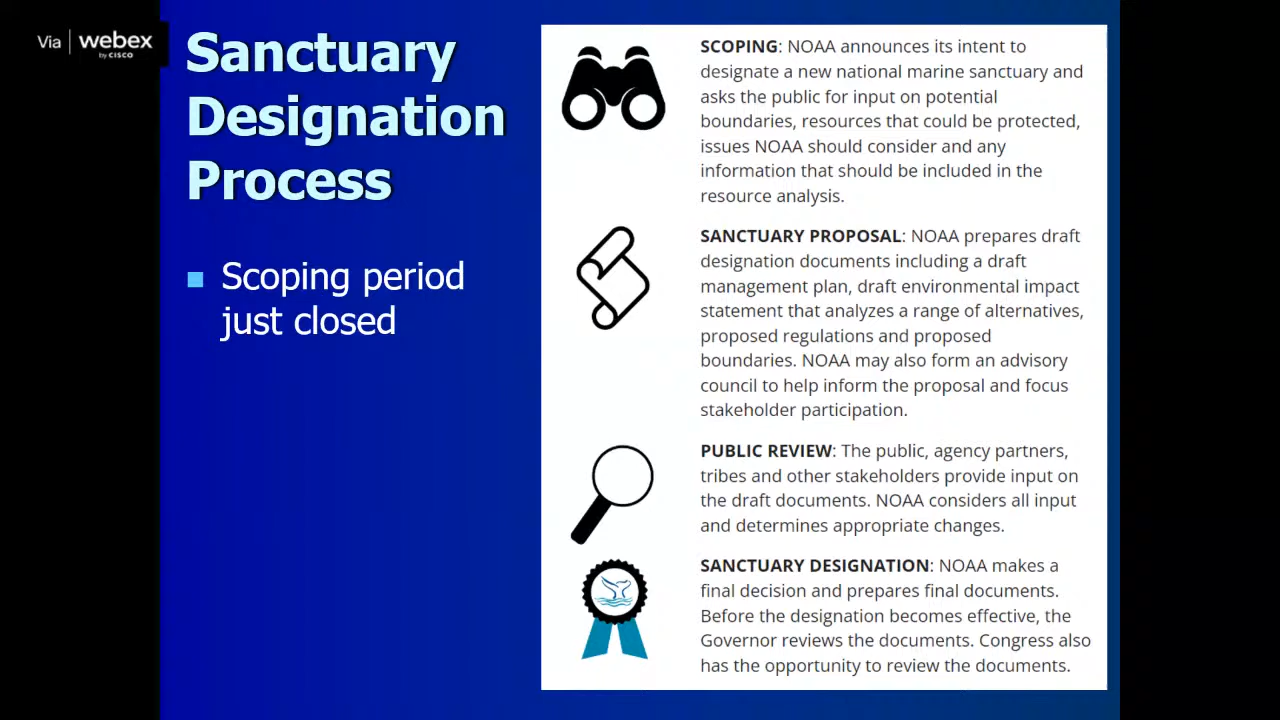 Via | webex
by CISCO
Sanctuary
Designation
Process
Scoping period
just closed
SCOPING: NOAA announces its intent to
designate a new national marine sanctuary and
asks the public for input on potential
boundaries, resources that could be protected,
issues NOAA should consider and any
information that should be included in the
resource analysis.
SANCTUARY PROPOSAL: NOAA prepares draft
designation documents including a draft
management plan, draft environmental impact
statement that analyzes a range of alternatives,
proposed regulations and proposed
boundaries. NOAA may also form an advisory
council to help inform the proposal and focus
stakeholder participation.
PUBLIC REVIEW: The public, agency partners,
tribes and other stakeholders provide input on
the draft documents. NOAA considers all input
and determines appropriate changes.
SANCTUARY DESIGNATION: NOAA makes a
final decision and prepares final documents.
Before the designation becomes effective, the
Governor reviews the documents. Congress also
has the opportunity to review the documents.